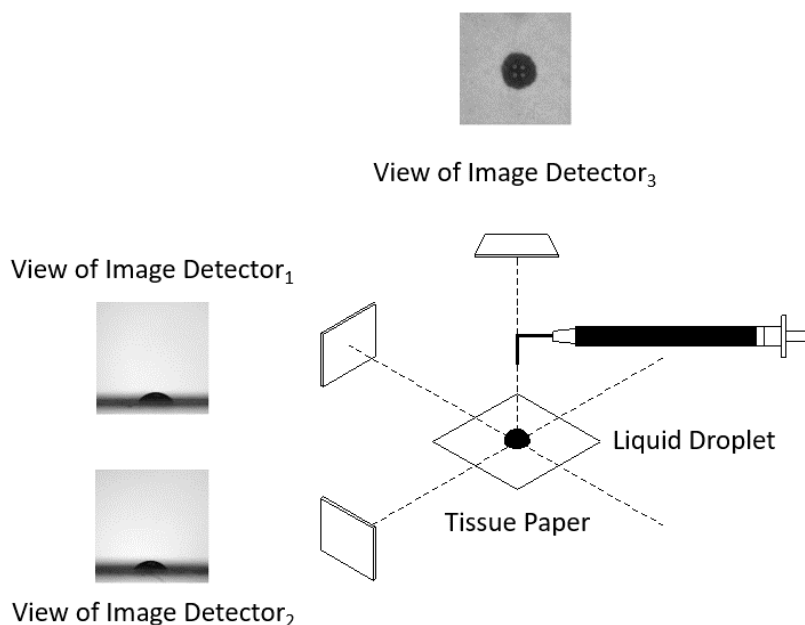 View of Image Detector₃
View of Image Detector₁
Liquid Droplet
Tissue Paper
View of Image Detector₂